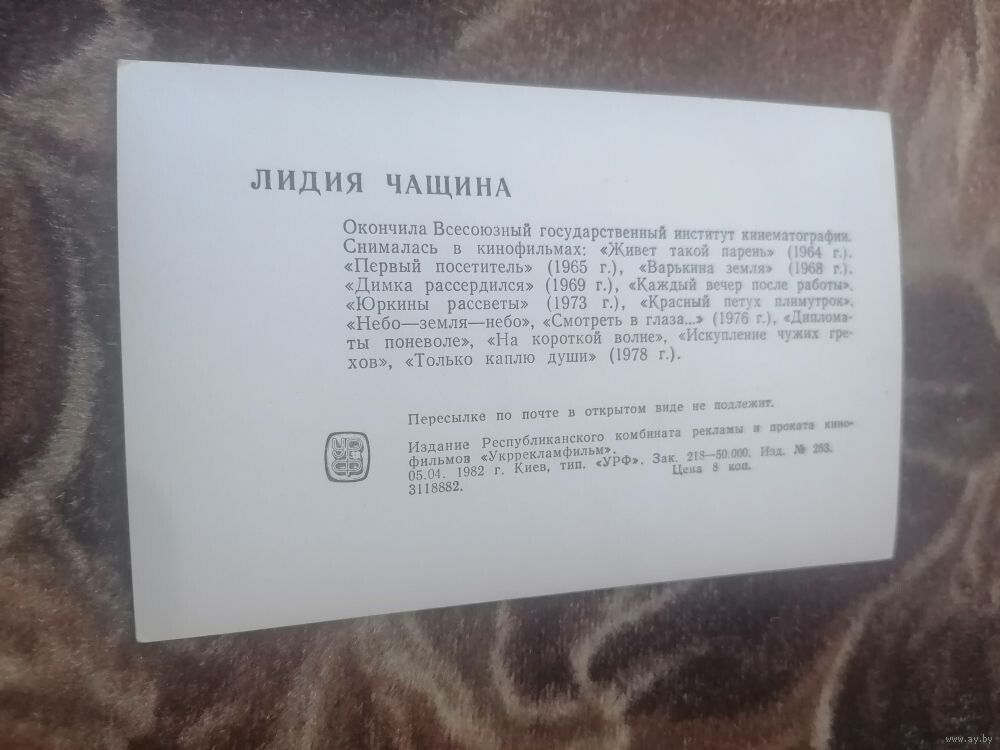 ЛИДИЯ ЧАЩИНА
Окончила Всесоюзный государственный институт кинематографии.
Снималась в кинофильмах: «Живет такой парень» (1964 г.),
«Первый посетитель» (1965 г.), «Варькина земля» (1968 г.),
«Димка рассердился» (1969 г.), «Каждый вечер после работы»,
«Юркины рассветы» (1973 г.), «Красный петух плимутрок»,
«Небо—земля—небо», «Смотреть в глаза...» (1976 г.), «Диплома-
ты поневоле», «На короткой волне», «Искупление чужих гре-
хов», «Только каплю души» (1978 г.).
Пересылке по почте в открытом виде не подлежит.
Издание Республиканского комбината рекламы и проката кино-
фильмов «Укррекламфильм».
05.04. 1982 г. Киев, тип. «УРФ». Зак. 218—50.000. Изд. № 283.
3118882. Цена 8 коп.
www.ay.by